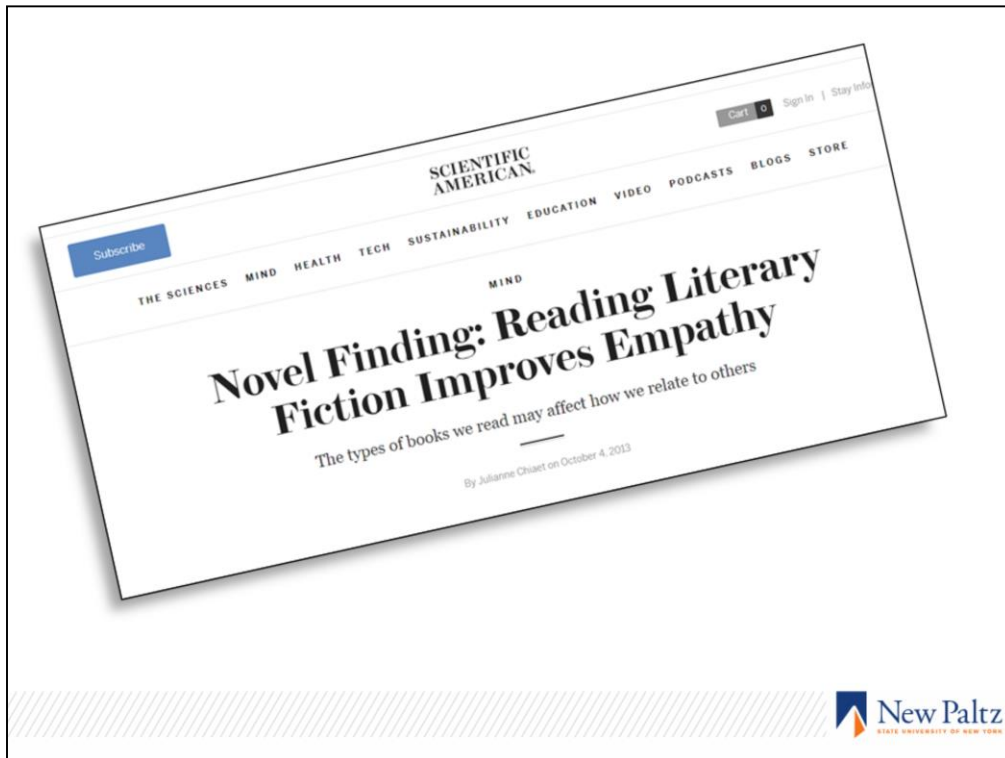 Cart 0 Sign In | Stay Info
SCIENTIFIC
AMERICAN.
Subscribe
THE SCIENCES MIND HEALTH TECH SUSTAINABILITY EDUCATION VIDEO PODCASTS BLOGS STORE
MIND
Novel Finding: Reading Literary
Fiction Improves Empathy
The types of books we read may affect how we relate to others
By Julianne Chiaet on October 4, 2013
New Paltz
STATE UNIVERSITY OF NEW YORK